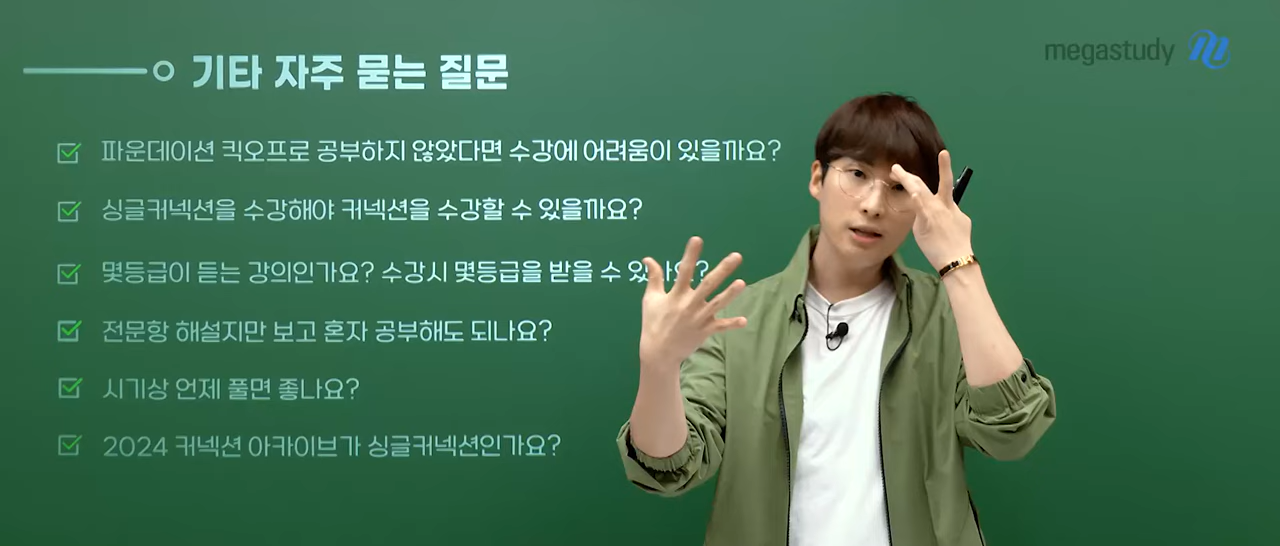 megastudy
기타 자주 묻는 질문
파운데이션 킥오프로 공부하지 않았다면 수강에 어려움이 있을까요?
싱글커넥션을 수강해야 커넥션을 수강할 수 있을까요?
몇등급이 듣는 강의인가요? 수강시 몇등급을 받을 수
전문항 해설지만 보고 혼자 공부해도 되나요?
시기상 언제 풀면 좋나요?
2024 커넥션 아카이브가 싱글커넥션인가요?